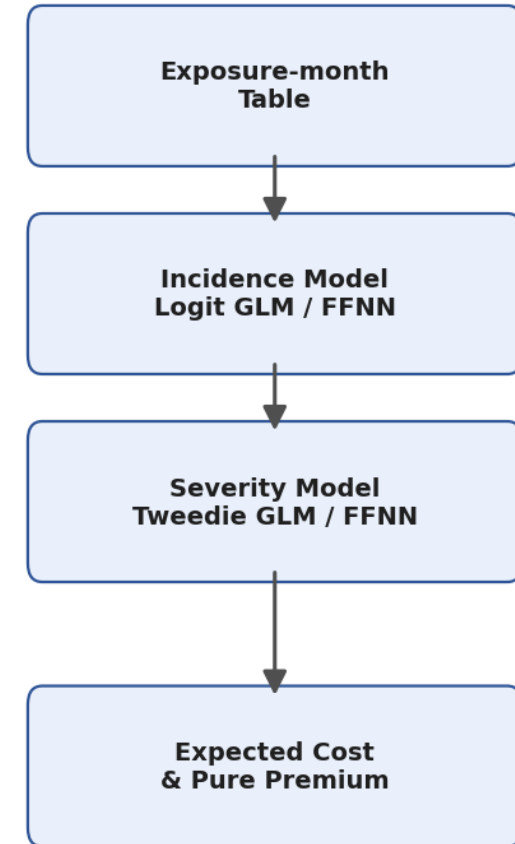 Exposure-month
Table
Incidence Model
Logit GLM / FFNN
Severity Model
Tweedie GLM / FFNN
Expected Cost
& Pure Premium